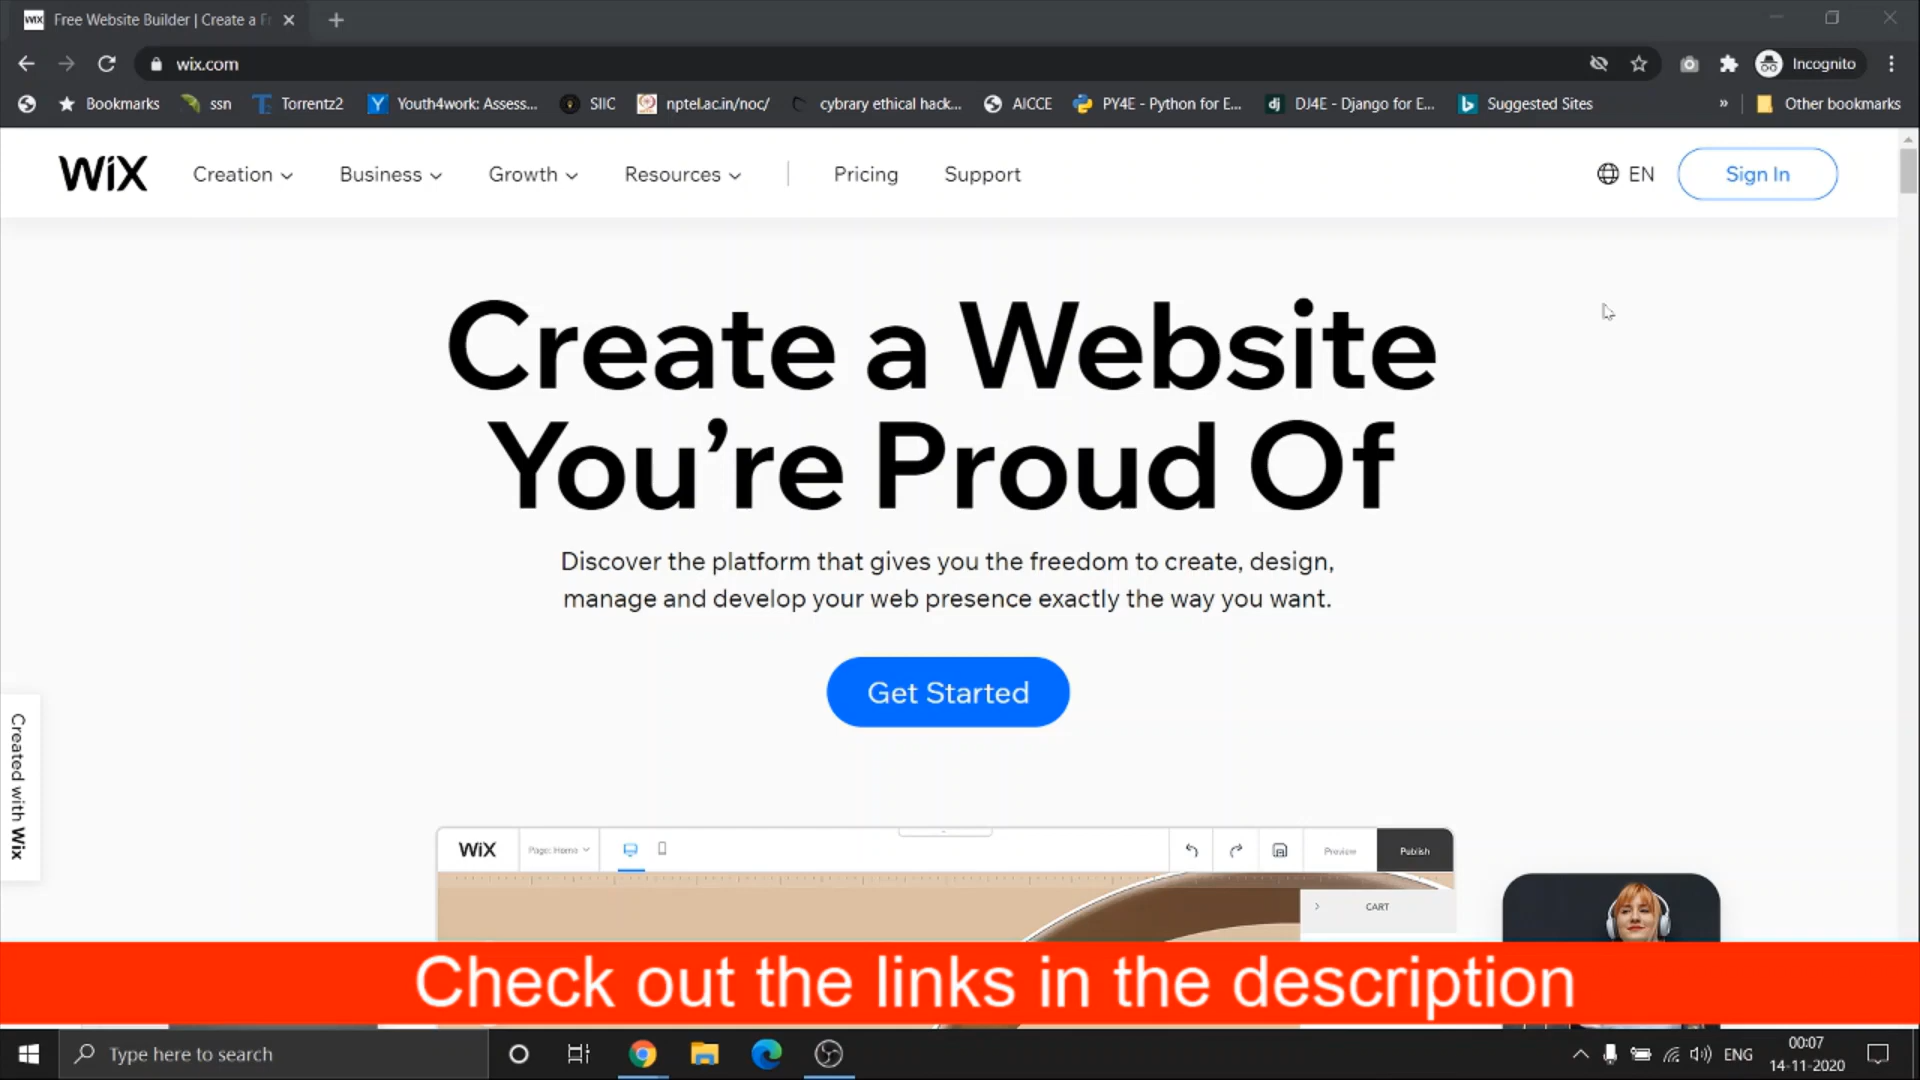 WiX Free Website Builder | Create a Fr
wix.com
Incognito
Bookmarks ssn Torrentz2 Youth4work: Assess... SIIC nptel.ac.in/noc/ cybrary ethical hack... AICCE PY4E - Python for E... DJ4E - Django for E... Suggested Sites » Other bookmarks
WiX Creation Business Growth Resources Pricing Support EN Sign In
Create a Website
You're Proud Of
Discover the platform that gives you the freedom to create, design,
manage and develop your web presence exactly the way you want.
Get Started
Created with Wix
WiX Page: Home Preview Publish
CART
Check out the links in the description
Type here to search
ENG
00:07
14-11-2020